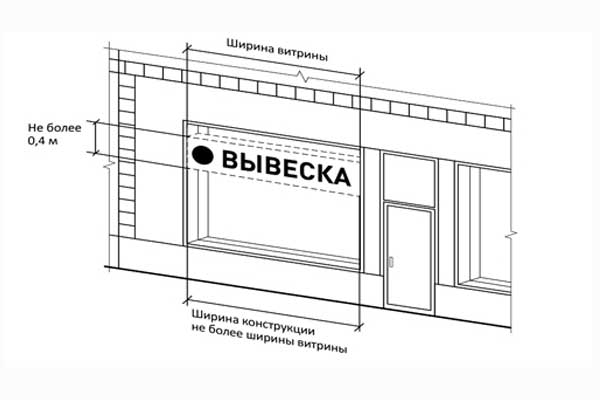 Ширина витрины
Не более
0,4 м
ВЫВЕСКА
Ширина конструкции
не более ширины витрины